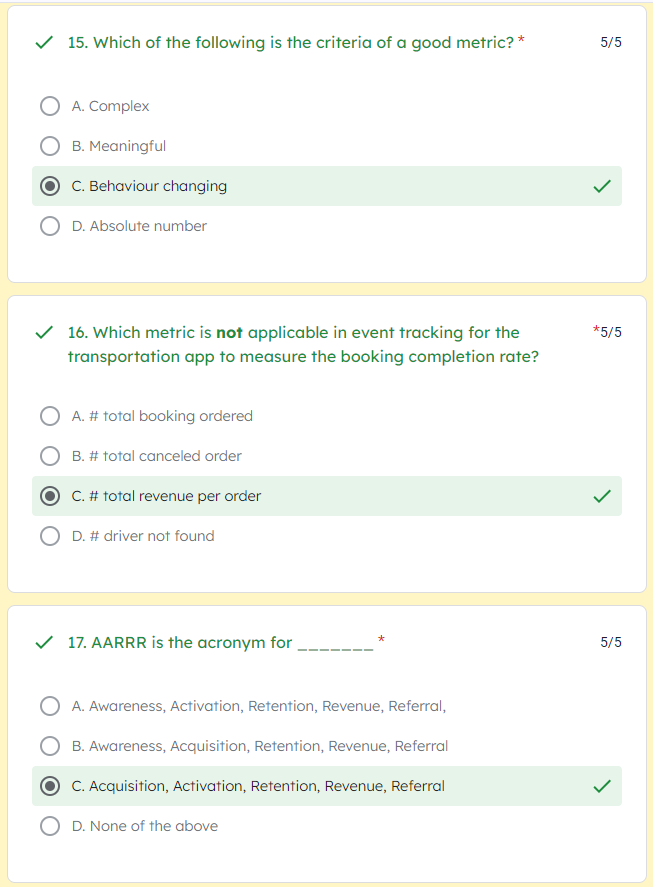 15. Which of the following is the criteria of a good metric? * 5/5
A. Complex
B. Meaningful
C. Behaviour changing
D. Absolute number
16. Which metric is not applicable in event tracking for the *5/5
transportation app to measure the booking completion rate?
A. # total booking ordered
B. # total canceled order
C. # total revenue per order
D. # driver not found
17. AARRR is the acronym for _______ * 5/5
A. Awareness, Activation, Retention, Revenue, Referral,
B. Awareness, Acquisition, Retention, Revenue, Referral
C. Acquisition, Activation, Retention, Revenue, Referral
D. None of the above